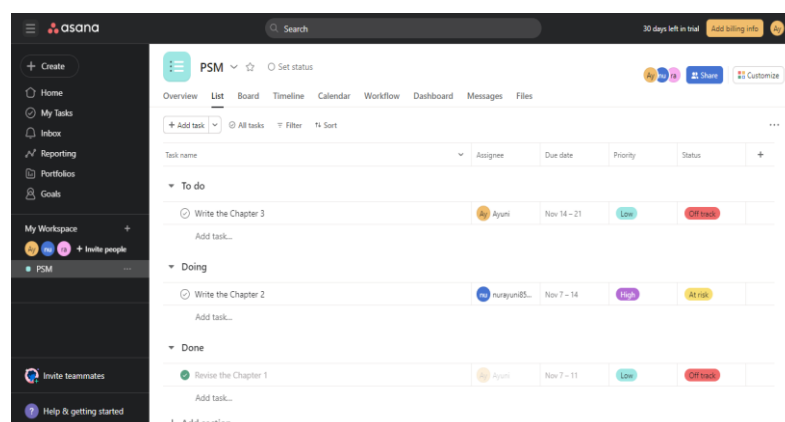 asana
Search
30 days left in trial
Add billing info
Ay
+ Create
Home
My Tasks
Inbox
Reporting
Portfolios
Goals
My Workspace +
Ay nu ra + Invite people
PSM ...
Invite teammates
? Help & getting started
PSM
Set status
Ay nu ra
Share
Customize
Overview List Board Timeline Calendar Workflow Dashboard Messages Files
+ Add task All tasks Filter Sort ...
Task name Assignee Due date Priority Status +
To do
Write the Chapter 3 Ay Ayuni Nov 14 – 21 Low Off track
Add task...
Doing
Write the Chapter 2 nu nurayuni85... Nov 7 – 14 High At risk
Add task...
Done
Revise the Chapter 1 Ay Ayuni Nov 7 – 11 Low Off track
Add task...
+ Add section